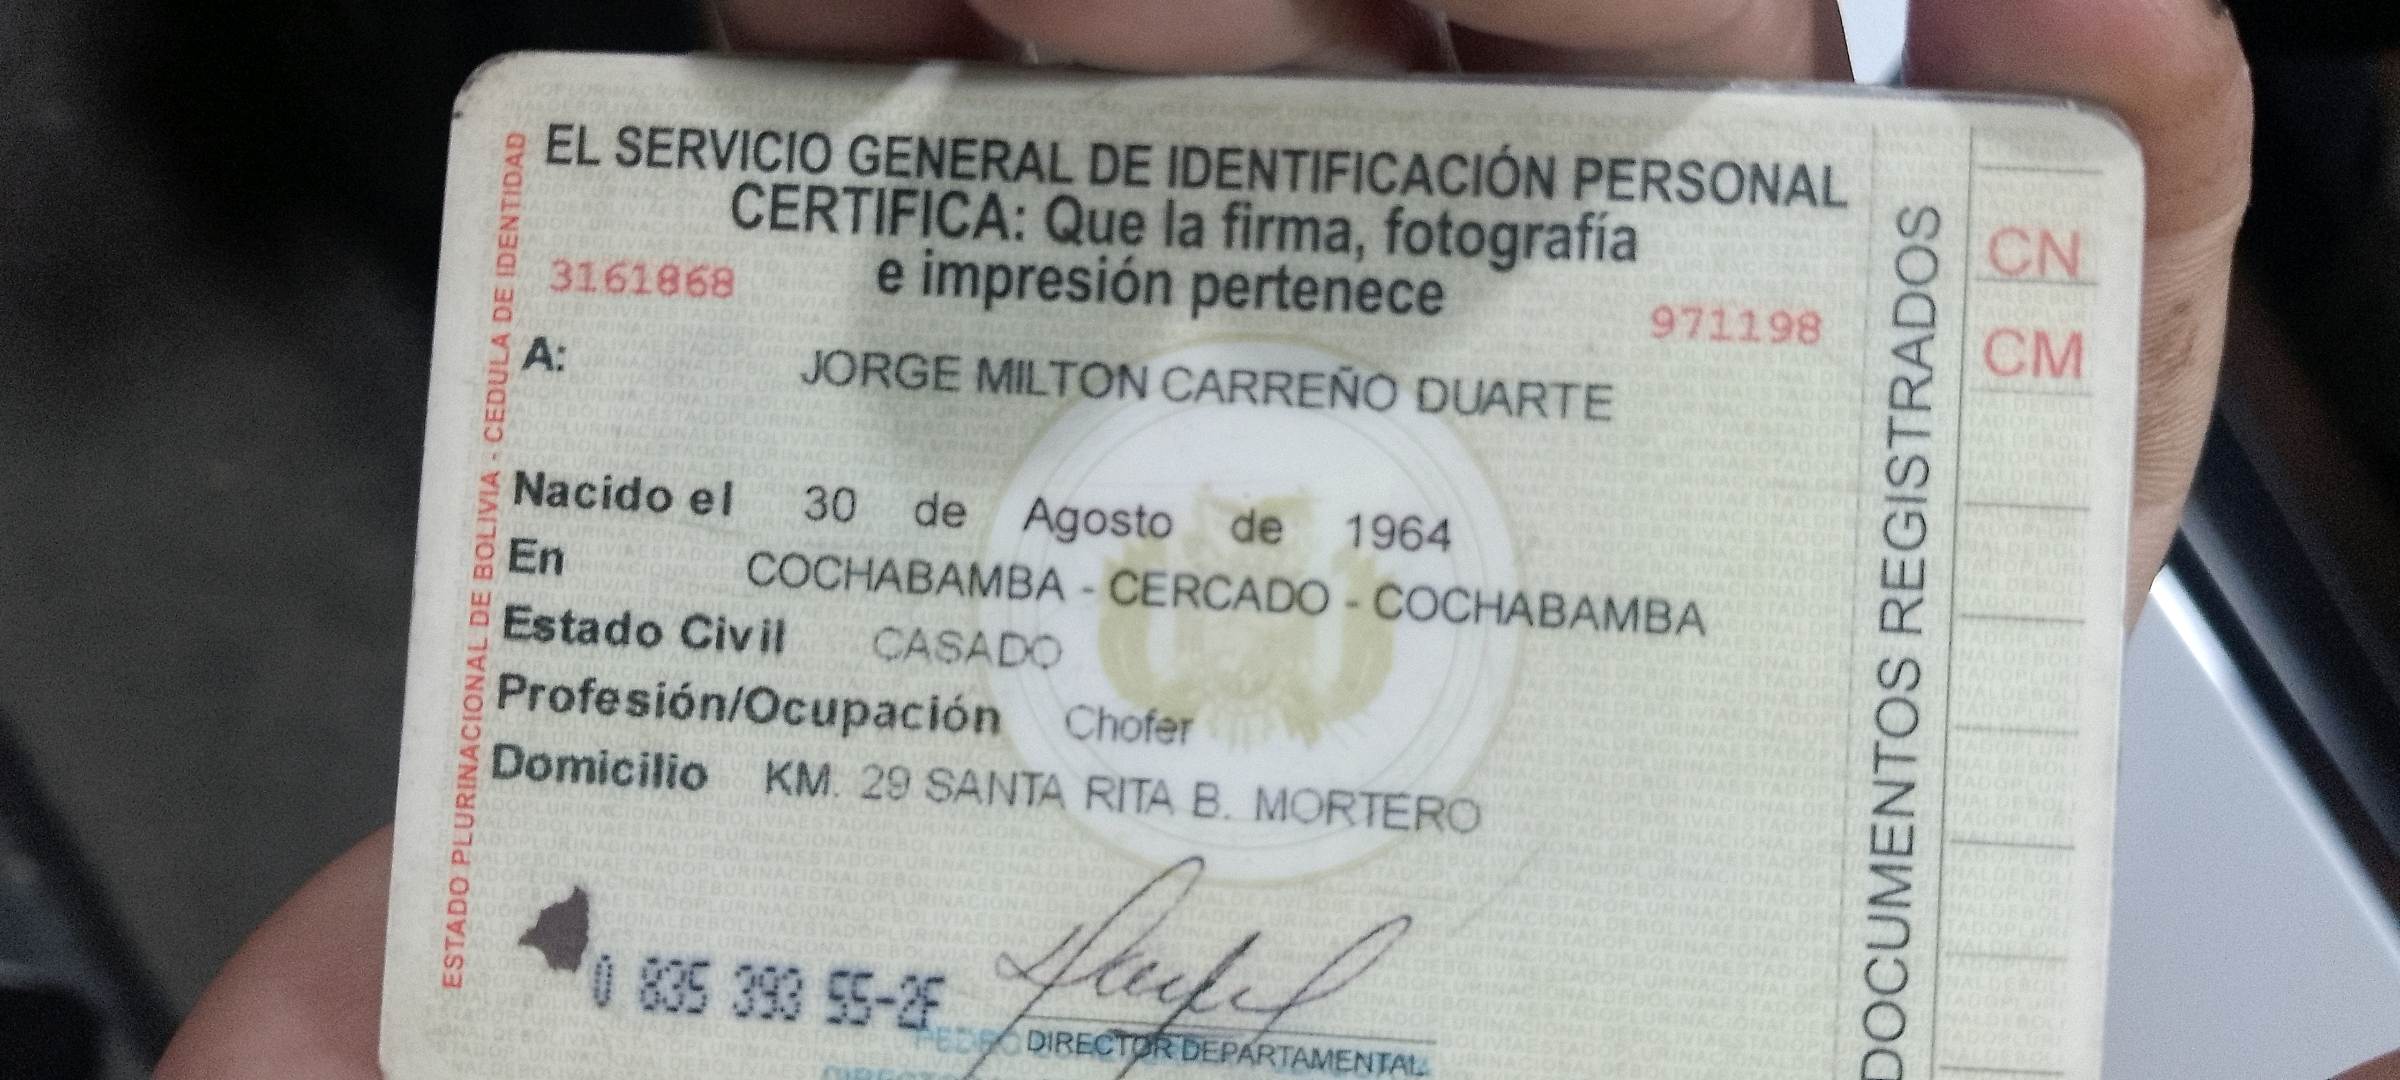 EL SERVICIO GENERAL DE IDENTIFICACIÓN PERSONAL
CERTIFICA: Que la firma, fotografía
e impresión pertenece
3161868
971198
A: JORGE MILTON CARREÑO DUARTE
Nacido el 30 de Agosto de 1964
En COCHABAMBA - CERCADO - COCHABAMBA
Estado Civil CASADO
Profesión/Ocupación Chofer
Domicilio KM. 29 SANTA RITA B. MORTERO
0 835 393 55-2F
PEDRO
DIRECTOR DEPARTAMENTAL
ESTADO PLURINACIONAL DE BOLIVIA - CEDULA DE IDENTIDAD
DOCUMENTOS REGISTRADOS
CN
CM